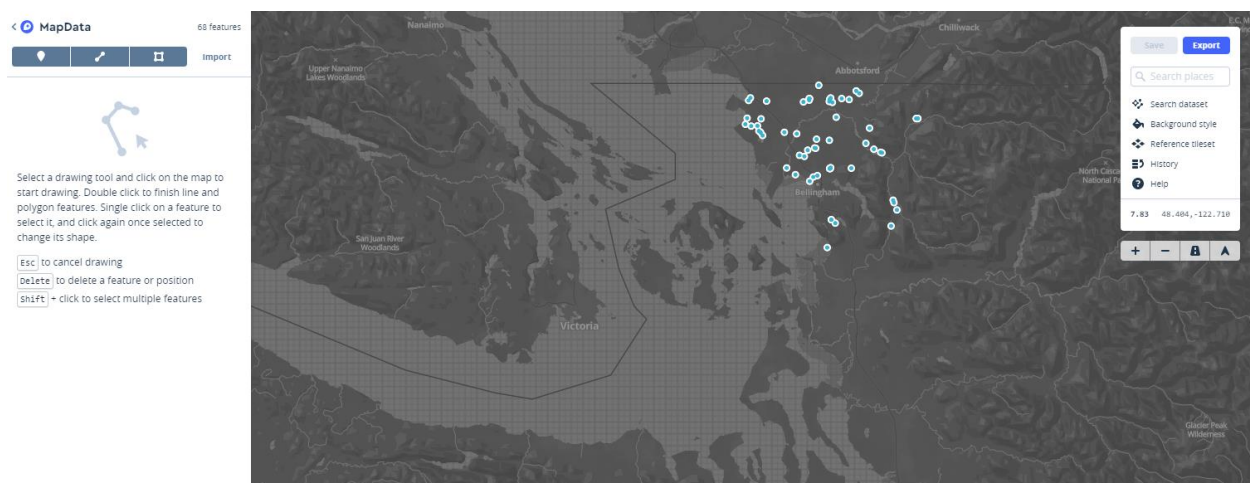 MapData
68 features
Import
Select a drawing tool and click on the map to
start drawing. Double click to finish line and
polygon features. Single click on a feature to
select it, and click again once selected to
change its shape.
Esc to cancel drawing
Delete to delete a feature or position
Shift + click to select multiple features
Nanaimo
Upper Nanaimo
Lakes Woodlands
San Juan River
Woodlands
Victoria
Chilliwack
Abbotsford
Bellingham
North Casca
National Pa
Glacier Peak
Wilderness
Save
Export
Search places
Search dataset
Background style
Reference tileset
History
Help
7.83 48.404,-122.710